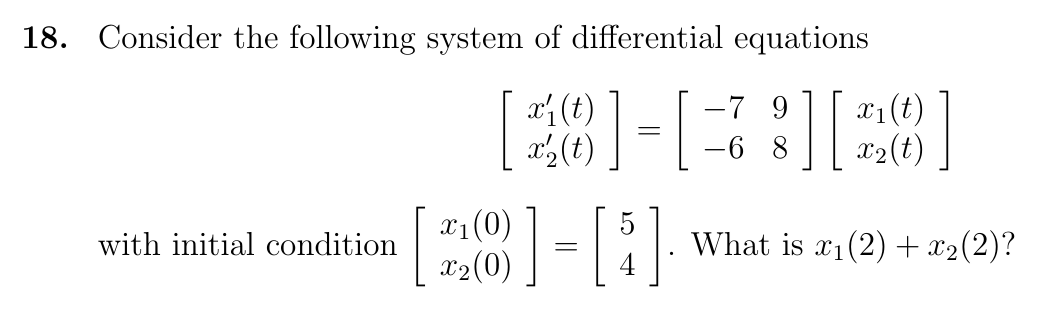 18. Consider the following system of differential equations
[ x′₁(t) ] = [ −7 9 ] [ x₁(t) ]
[ x′₂(t) ]   [ −6 8 ] [ x₂(t) ]
with initial condition [ x₁(0) ; x₂(0) ] = [ 5 ; 4 ]. What is x₁(2) + x₂(2)?